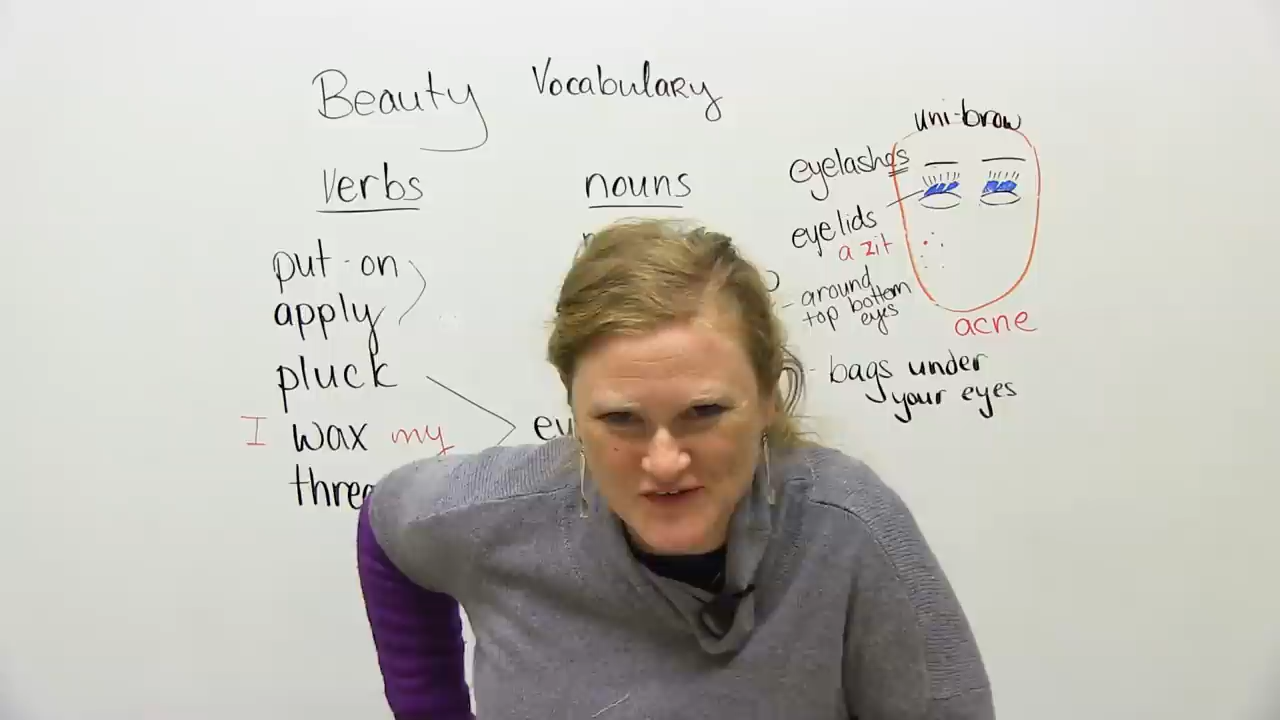 Beauty Vocabulary
verbs
put-on
apply
pluck
I wax my
nouns
uni-brow
eyelashes
eyelids
a zit
- around
top bottom
eyes
acne
- bags under
your eyes